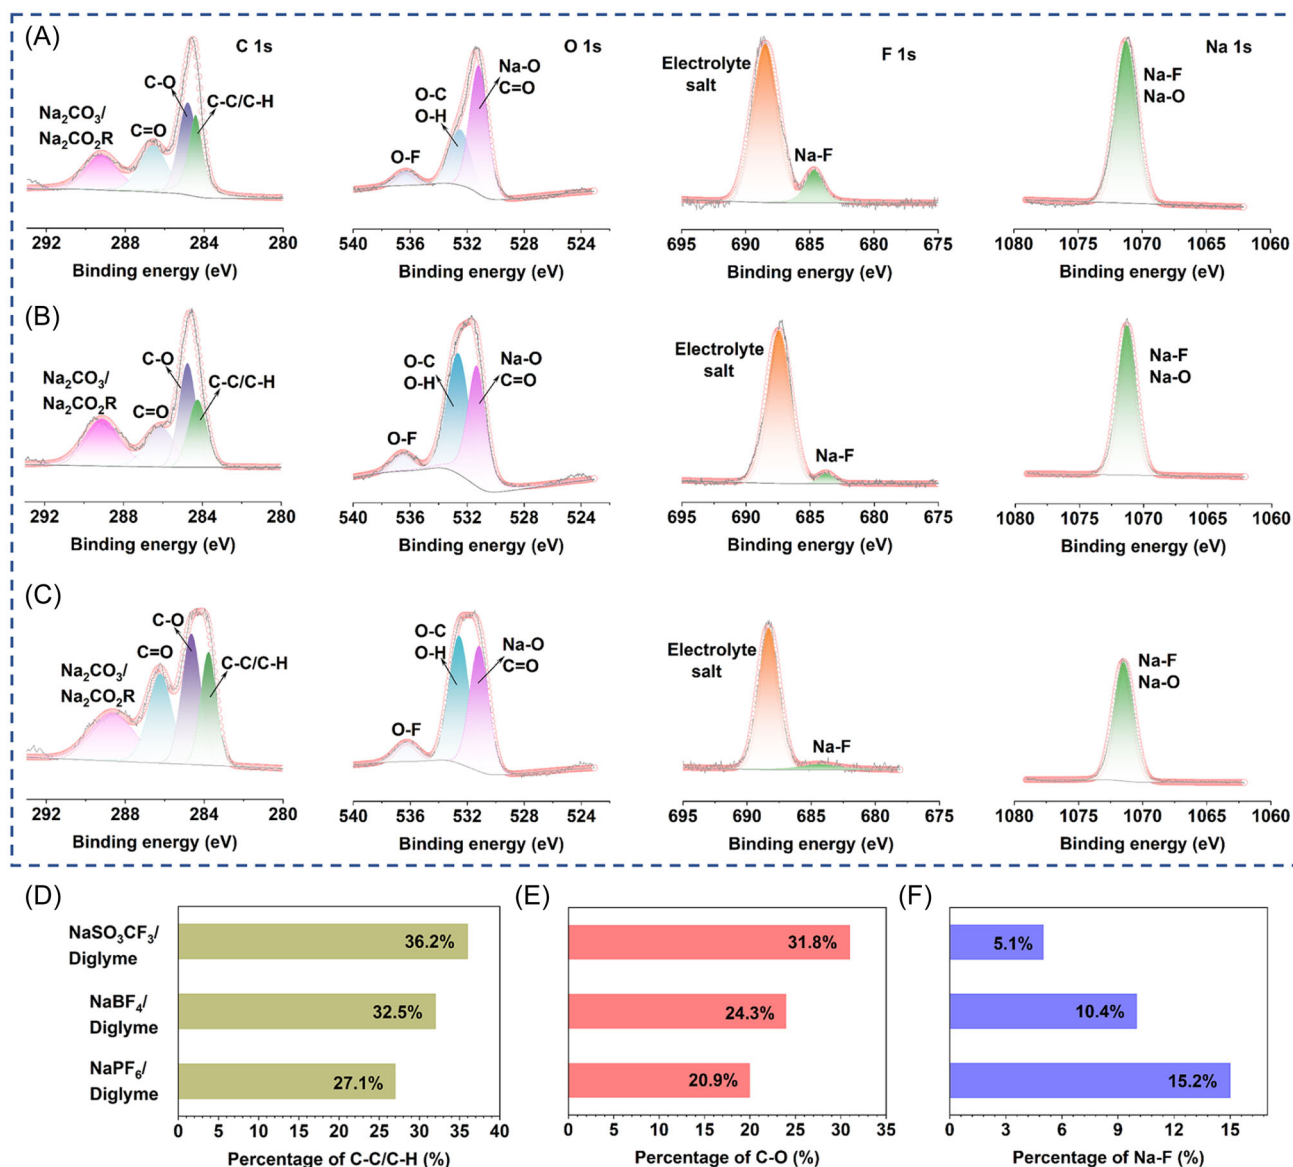 (A)
C 1s
O 1s
F 1s
Na 1s
C-O
C-C/C-H
Na₂CO₃/
Na₂CO₂R
C=O
Na-O
C=O
O-C
O-H
O-F
Electrolyte
salt
Na-F
Na-F
Na-O
292 288 284 280
540 536 532 528 524
695 690 685 680 675
1080 1075 1070 1065 1060
Binding energy (eV)
Binding energy (eV)
Binding energy (eV)
Binding energy (eV)
(B)
C-O
C-C/C-H
Na₂CO₃/
Na₂CO₂R
C=O
O-C
O-H
Na-O
C=O
O-F
Electrolyte
salt
Na-F
Na-F
Na-O
292 288 284 280
540 536 532 528 524
695 690 685 680 675
1080 1075 1070 1065 1060
Binding energy (eV)
Binding energy (eV)
Binding energy (eV)
Binding energy (eV)
(C)
C-O
C=O
C-C/C-H
Na₂CO₃/
Na₂CO₂R
O-C
O-H
Na-O
C=O
O-F
Electrolyte
salt
Na-F
Na-F
Na-O
292 288 284 280
540 536 532 528 524
695 690 685 680 675
1080 1075 1070 1065 1060
Binding energy (eV)
Binding energy (eV)
Binding energy (eV)
Binding energy (eV)
(D)
NaSO₃CF₃/
Diglyme
36.2%
NaBF₄/
Diglyme
32.5%
NaPF₆/
Diglyme
27.1%
0 5 10 15 20 25 30 35 40
Percentage of C-C/C-H (%)
(E)
31.8%
24.3%
20.9%
0 5 10 15 20 25 30 35
Percentage of C-O (%)
(F)
5.1%
10.4%
15.2%
0 5 10 15
Percentage of Na-F (%)